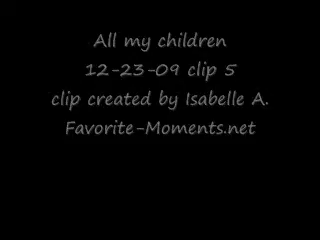 All my children
12-23-09 clip 5
clip created by Isabelle A.
Favorite-Moments.net